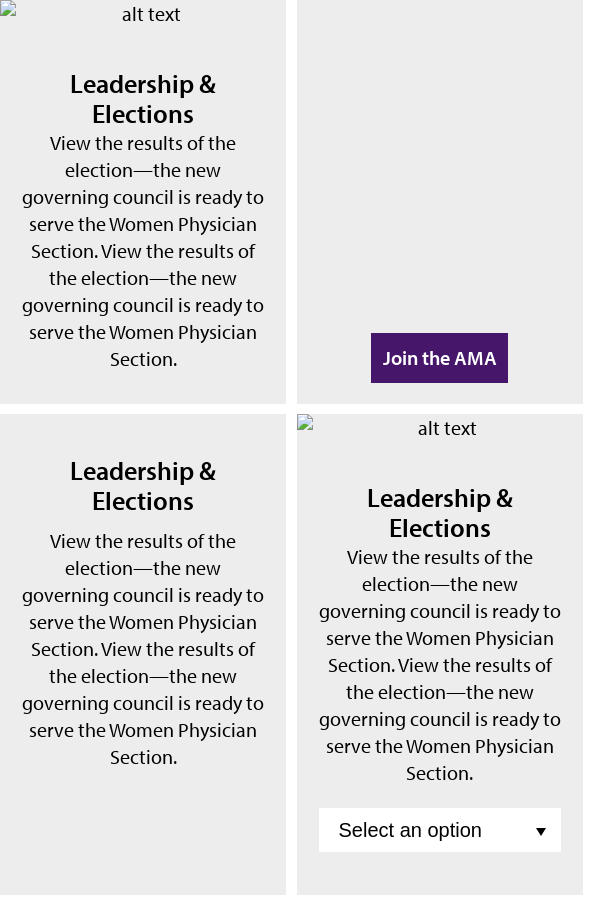 alt text
Leadership &
Elections
View the results of the
election—the new
governing council is ready to
serve the Women Physician
Section. View the results of
the election—the new
governing council is ready to
serve the Women Physician
Section.
Join the AMA
Leadership &
Elections
View the results of the
election—the new
governing council is ready to
serve the Women Physician
Section. View the results of
the election—the new
governing council is ready to
serve the Women Physician
Section.
alt text
Leadership &
Elections
View the results of the
election—the new
governing council is ready to
serve the Women Physician
Section. View the results of
the election—the new
governing council is ready to
serve the Women Physician
Section.
Select an option